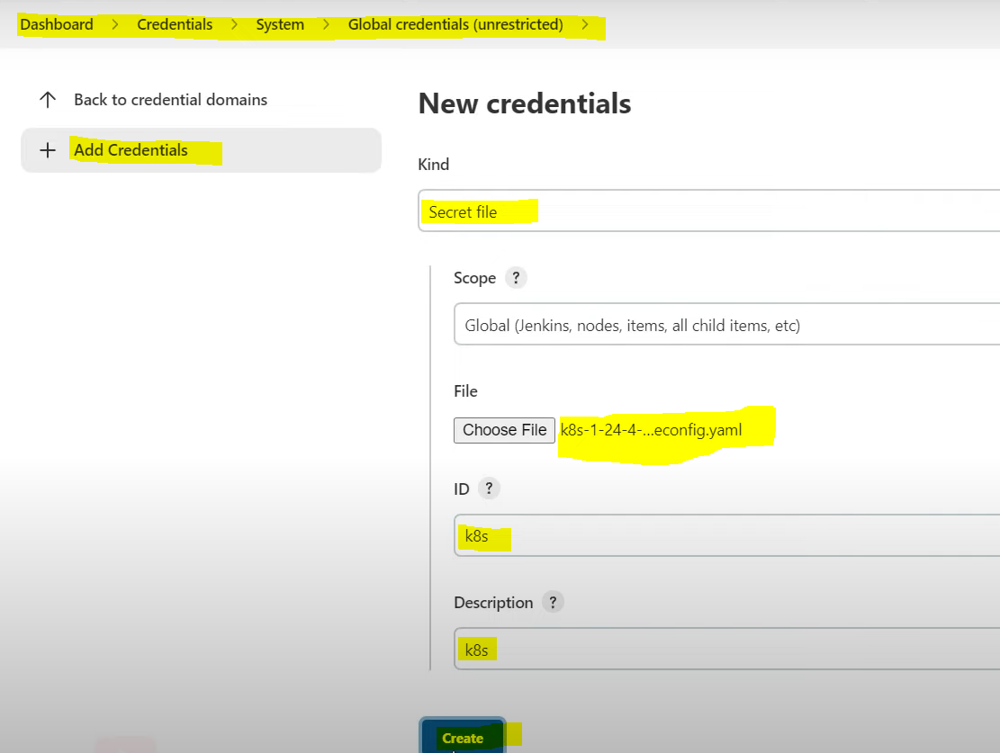 Dashboard > Credentials > System > Global credentials (unrestricted) >
Back to credential domains
Add Credentials
New credentials
Kind
Secret file
Scope ?
Global (Jenkins, nodes, items, all child items, etc)
File
Choose File k8s-1-24-4-...econfig.yaml
ID ?
k8s
Description ?
k8s
Create